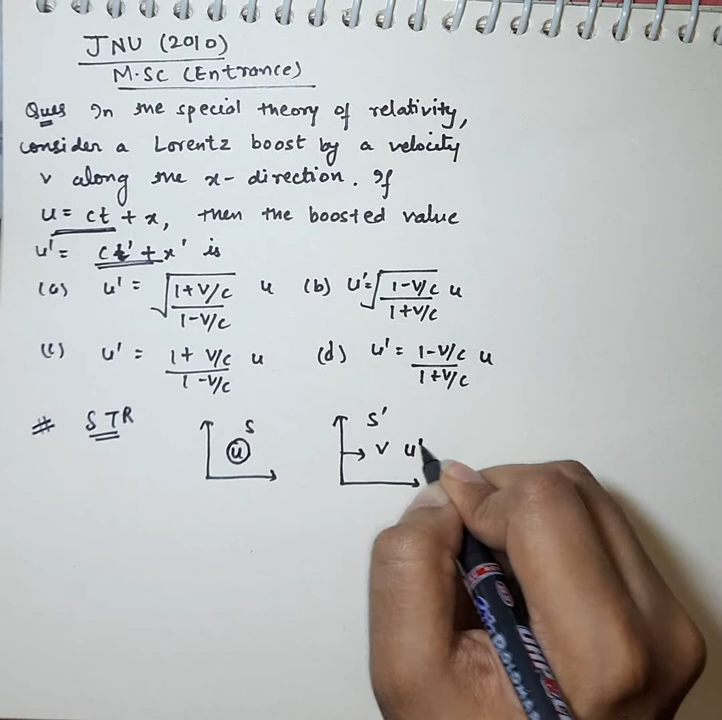 JNU (2010)
M.SC (Entrance)
Ques In the special theory of relativity,
consider a Lorentz boost by a velocity
v along the x-direction. If
u = ct + x, then the boosted value
u' = ct' + x' is
(a) u' = √(1+v/c / 1-v/c) u (b) u' = √(1-v/c / 1+v/c) u
(c) u' = 1+v/c / 1-v/c u (d) u' = 1-v/c / 1+v/c u
# STR S u S' v u'